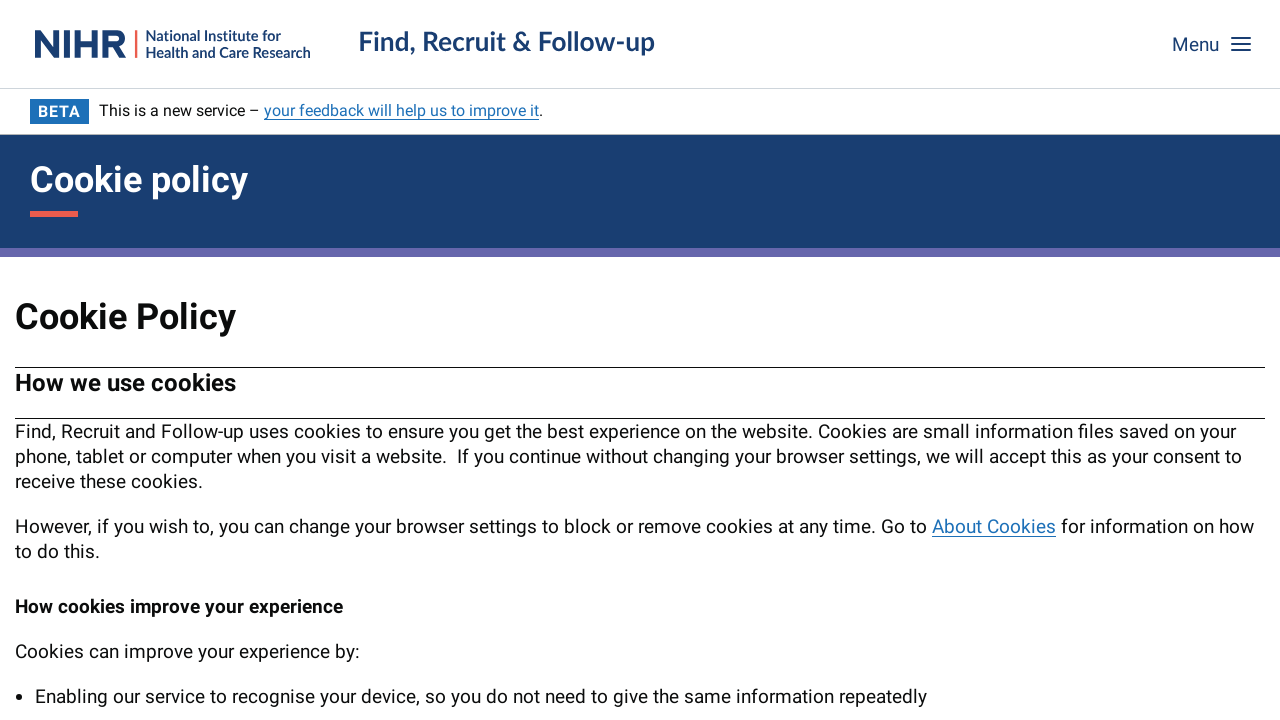 NIHR | National Institute for
Health and Care Research
Find, Recruit & Follow-up
Menu
BETA This is a new service – your feedback will help us to improve it.
Cookie policy
Cookie Policy
How we use cookies
Find, Recruit and Follow-up uses cookies to ensure you get the best experience on the website. Cookies are small information files saved on your
phone, tablet or computer when you visit a website.  If you continue without changing your browser settings, we will accept this as your consent to
receive these cookies.
However, if you wish to, you can change your browser settings to block or remove cookies at any time. Go to About Cookies for information on how
to do this.
How cookies improve your experience
Cookies can improve your experience by:
• Enabling our service to recognise your device, so you do not need to give the same information repeatedly